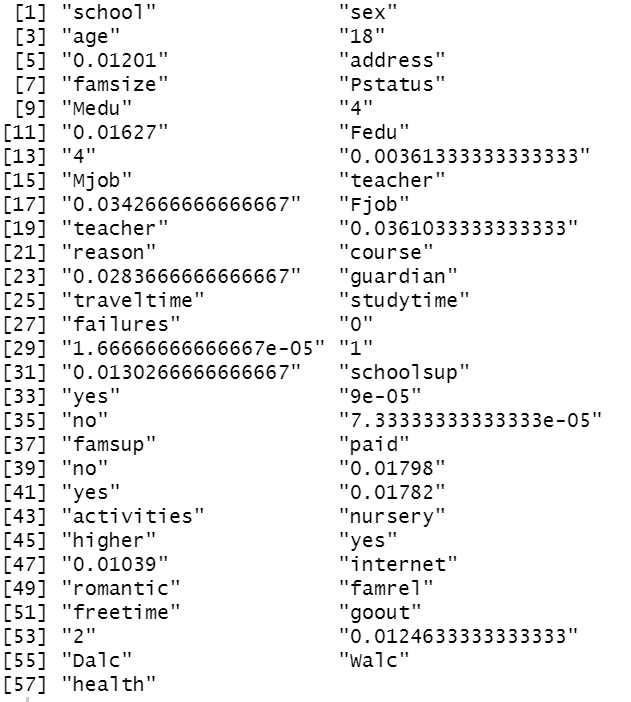 [1] "school" "sex"
[3] "age" "18"
[5] "0.01201" "address"
[7] "famsize" "Pstatus"
[9] "Medu" "4"
[11] "0.01627" "Fedu"
[13] "4" "0.00361333333333333"
[15] "Mjob" "teacher"
[17] "0.0342666666666667" "Fjob"
[19] "teacher" "0.0361033333333333"
[21] "reason" "course"
[23] "0.0283666666666667" "guardian"
[25] "traveltime" "studytime"
[27] "failures" "0"
[29] "1.66666666666667e-05" "1"
[31] "0.0130266666666667" "schoolsup"
[33] "yes" "9e-05"
[35] "no" "7.33333333333333e-05"
[37] "famsup" "paid"
[39] "no" "0.01798"
[41] "yes" "0.01782"
[43] "activities" "nursery"
[45] "higher" "yes"
[47] "0.01039" "internet"
[49] "romantic" "famrel"
[51] "freetime" "goout"
[53] "2" "0.0124633333333333"
[55] "Dalc" "Walc"
[57] "health"